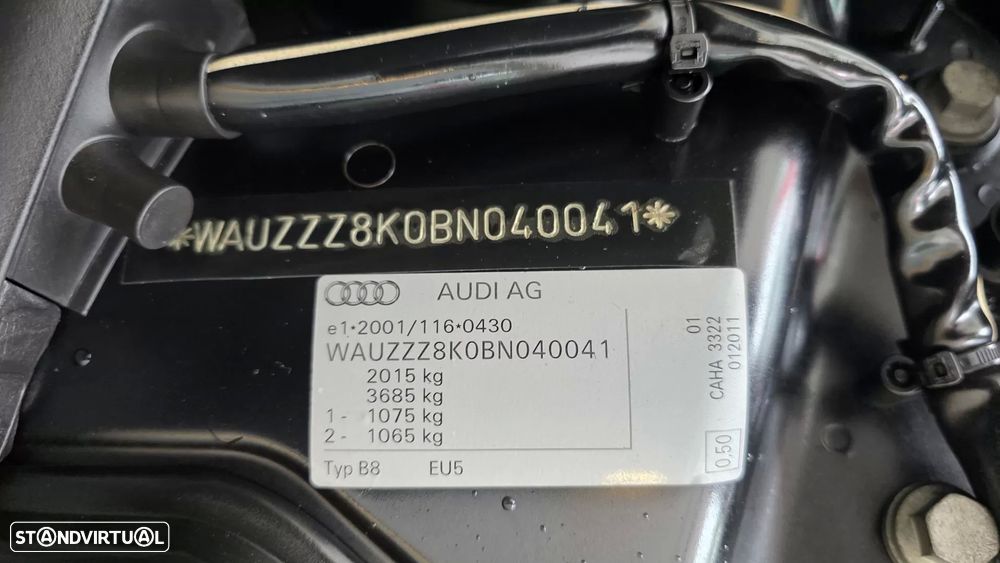 *WAUZZZ8K0BN040041*
AUDI AG
e1*2001/116*0430
WAUZZZ8K0BN040041
2015 kg
3685 kg
1- 1075 kg
2- 1065 kg
Typ B8 EU5
01
CAHA 3322
012011
0,50
STANDVIRTUAL